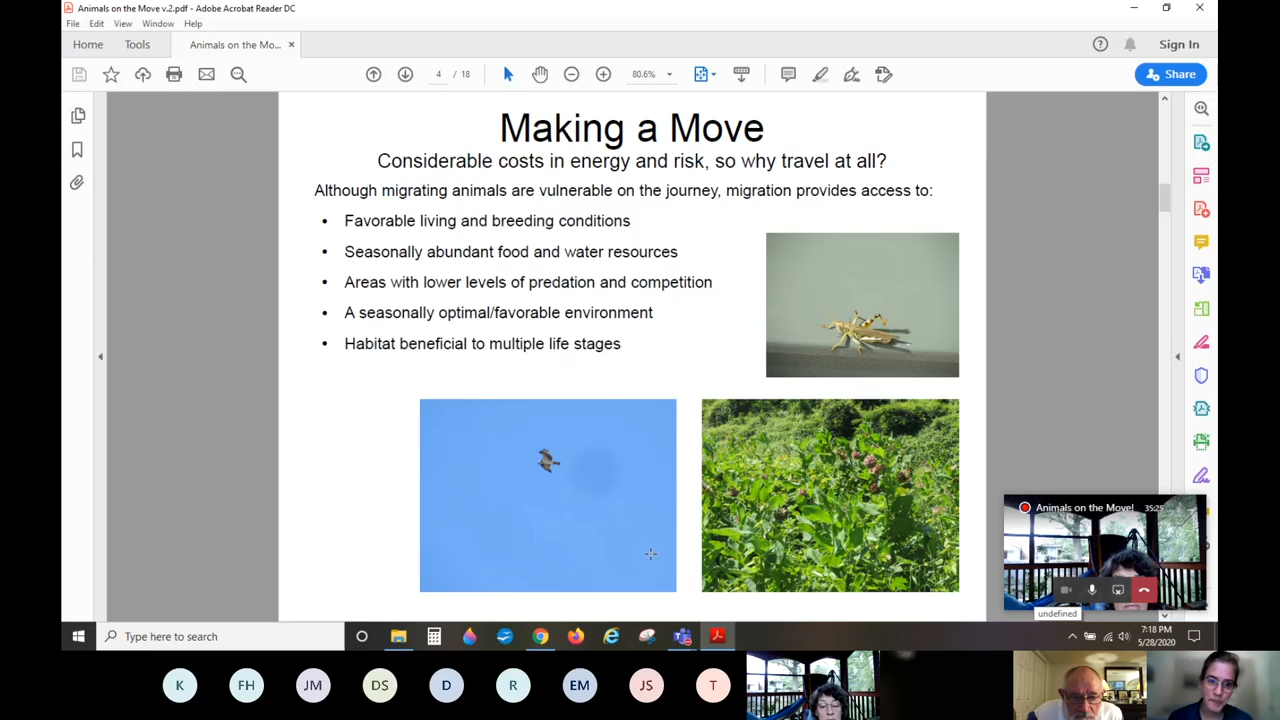 Animals on the Move v.2.pdf - Adobe Acrobat Reader DC
File Edit View Window Help
Home Tools Animals on the Mo... × Sign In
4 / 18 80.6% Share
Making a Move
Considerable costs in energy and risk, so why travel at all?
Although migrating animals are vulnerable on the journey, migration provides access to:
• Favorable living and breeding conditions
• Seasonally abundant food and water resources
• Areas with lower levels of predation and competition
• A seasonally optimal/favorable environment
• Habitat beneficial to multiple life stages
Animals on the Move! 35:25
undefined
Type here to search
7:18 PM
5/28/2020
K FH JM DS D R EM JS T